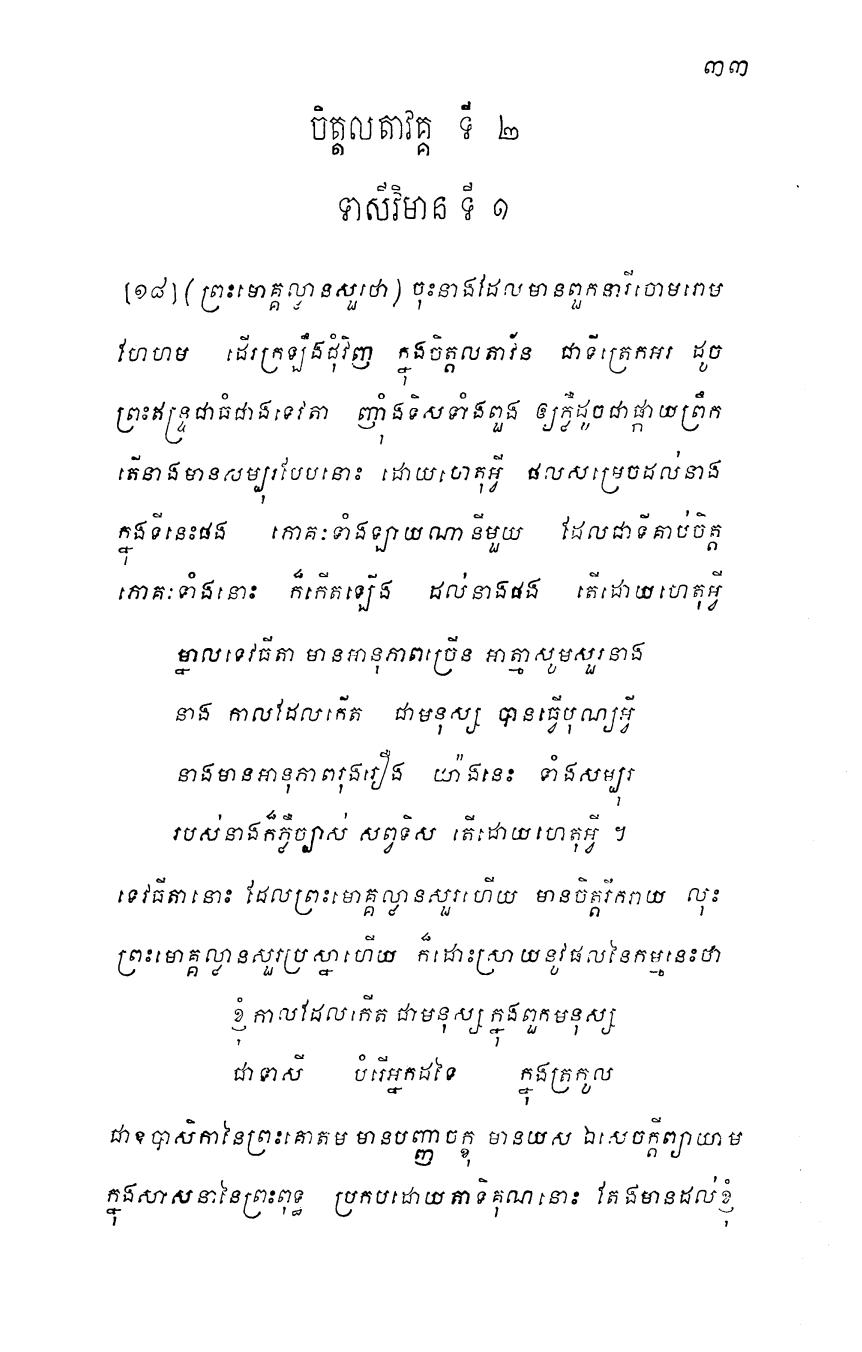 ៣៣
ចិត្តលតាវគ្គ ទី ២
ទាសីវិមាន ទី ១
[១៨] (ព្រះមោគ្គល្លានសួរថា) ចុះនាងដែលមានពួកនារីចោមរោម
ហែហម ដើរក្រឡឹងជុំវិញ ក្នុងចិត្តលតាវ័ន ជាទីត្រេកអរ ដូច
ព្រះឥន្ទ្រជាធំជាងទេវតា ញ៉ាំងទិសទាំងពួង ឲ្យភ្លឺដូចជាផ្កាយព្រឹក
តើនាងមានសម្បុរបែបនោះ ដោយហេតុអ្វី ផលសម្រេចដល់នាង
ក្នុងទីនេះផង ភោគៈទាំងឡាយណានីមួយ ដែលជាទីគាប់ចិត្ត
ភោគៈទាំងនោះ ក៏កើតឡើង ដល់នាងផង តើដោយហេតុអ្វី
ម្នាលទេវធីតា មានអានុភាពច្រើន អាត្មាសូមសួរនាង
នាង កាលដែលកើត ជាមនុស្ស បានធ្វើបុណ្យអ្វី
នាងមានអានុភាពរុងរឿង យ៉ាងនេះ ទាំងសម្បុរ
របស់នាងក៏ភ្លឺច្បាស់ សព្វទិស តើដោយហេតុអ្វី ។
ទេវធីតានោះ ដែលព្រះមោគ្គល្លានសួរហើយ មានចិត្តរីករាយ លុះ
ព្រះមោគ្គល្លានសួរប្រស្នាហើយ ក៏ដោះស្រាយនូវផលនៃកម្មនេះថា
ខ្ញុំ កាលដែលកើត ជាមនុស្ស ក្នុងពួកមនុស្ស
ជាទាសី បំរើអ្នកដទៃ ក្នុងត្រកូល
ជាឧបាសិកានៃព្រះគោតម មានបញ្ញាចក្ខុ មានយស ឯសេចក្តីព្យាយាម
ក្នុងសាសនានៃព្រះពុទ្ធ ប្រកបដោយតាទិគុណនោះ តែងមានដល់ខ្ញុំ